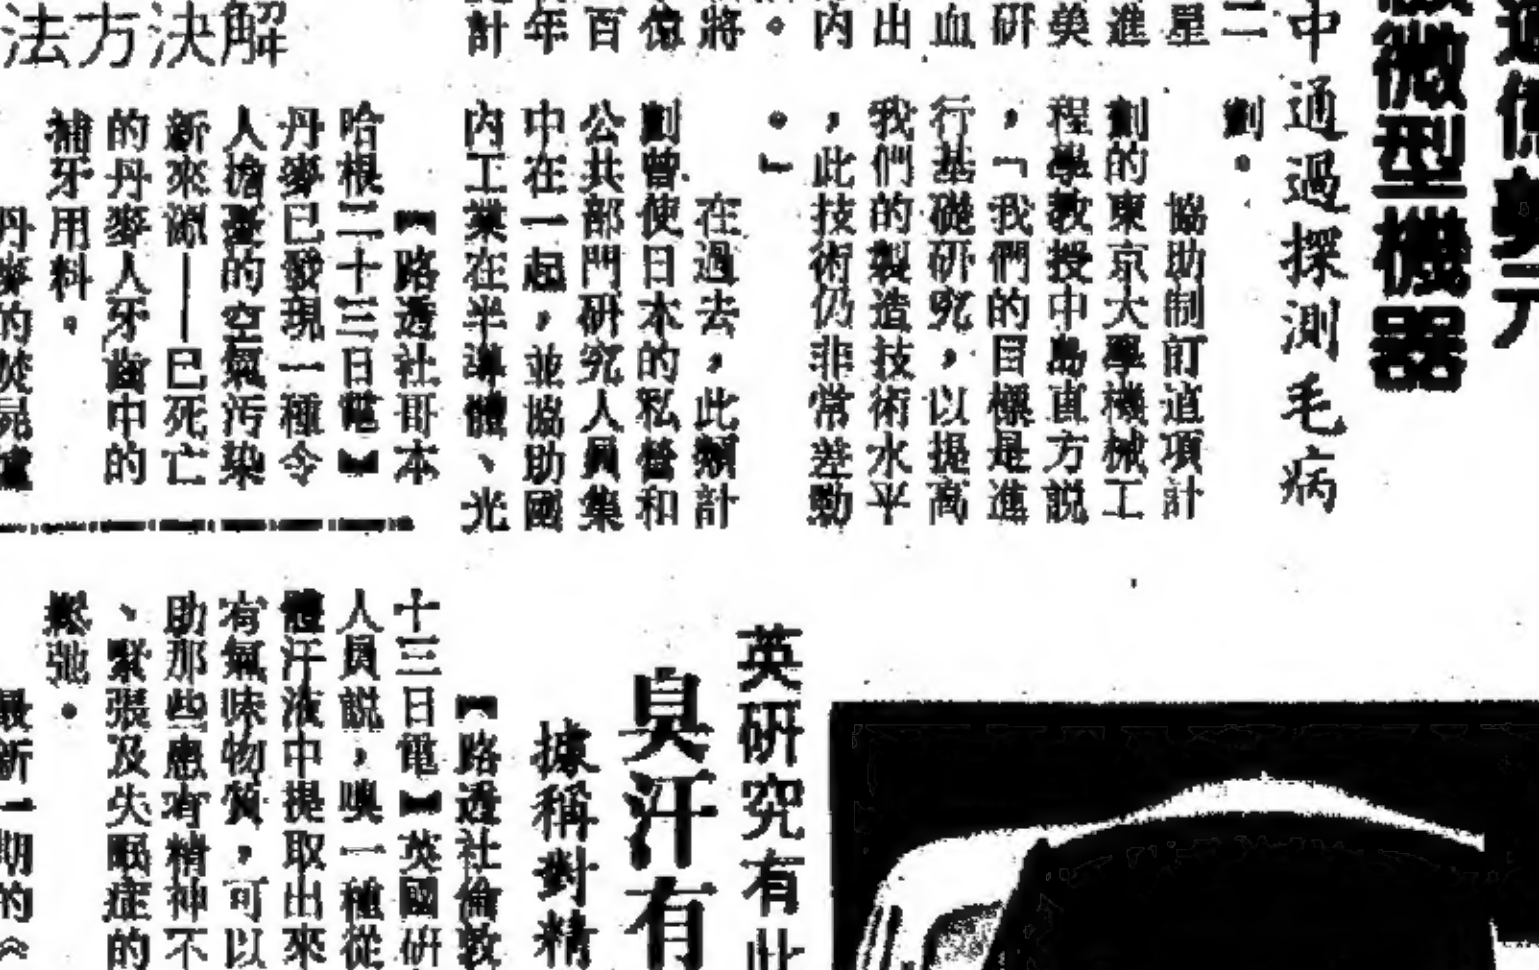 微型機器
中通過探測毛病
二
劃。
星
進
美
研
血
出
內
協助制訂這項計
劃的東京大學機械工
程學教授中島直方説
,「我們的目標是進
行基礎研究,以提高
我們的製造技術水平
,此技術仍非常差勁
。」
將
億
百
年
計
在過去,此類計
劃曾使日本的私營和
公共部門研究人員集
中在一起,並協助國
內工業在半導體、光
法方決解
【路透社哥本
哈根二十三日電】
丹麥已發現一種令
人擔憂的空氣污染
新來源——已死亡
的丹麥人牙齒中的
補牙用料。
丹麥的焚屍爐
英研究有此
臭汗有
據稱對精
【路透社倫敦
十三日電】英國研
人員説,嗅一種從
體汗液中提取出來
有氣味物質,可以
助那些患有精神不
、緊張及失眠症的
鬆弛。
最新一期的《